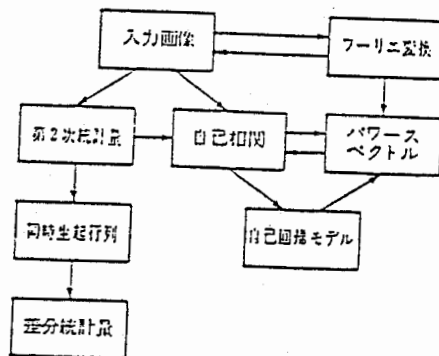 入力画像
フーリエ変換
第2次統計量
自己相関
パワース
ペクトル
同時生起行列
自己回帰モデル
差分統計量